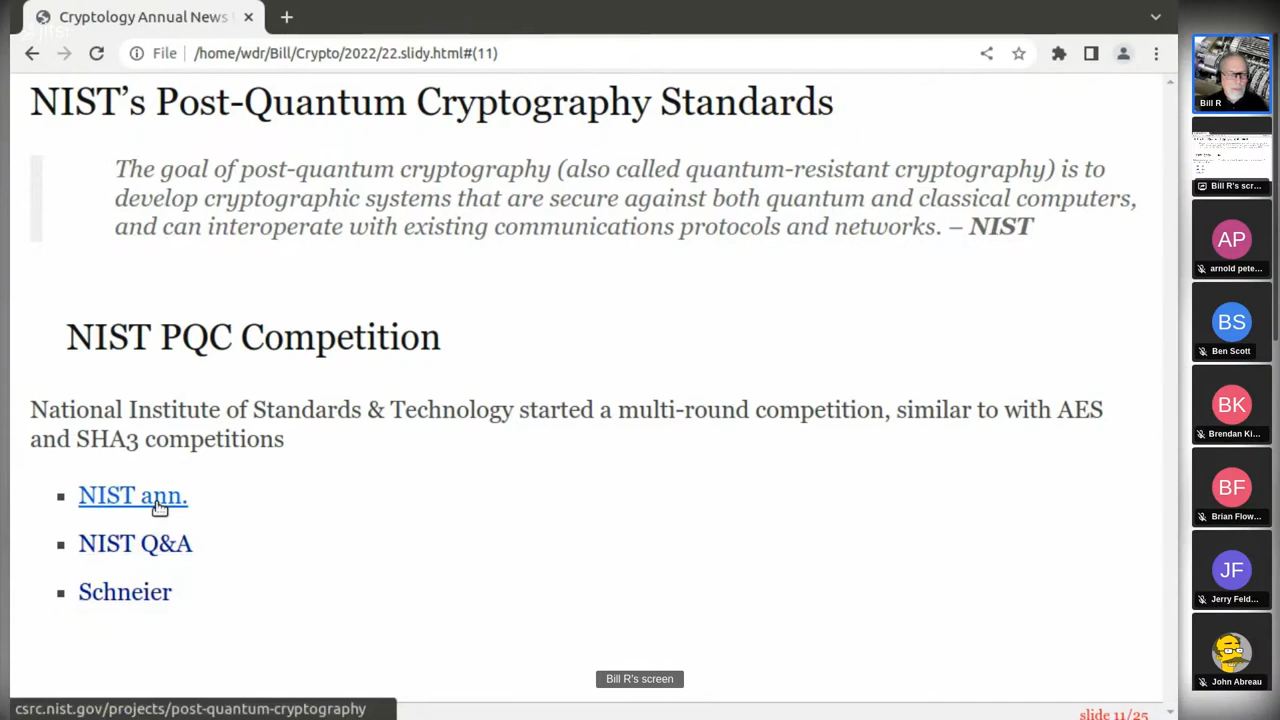 Cryptology Annual News
File
/home/wdr/Bill/Crypto/2022/22.slidy.html#(11)
NIST’s Post-Quantum Cryptography Standards
The goal of post-quantum cryptography (also called quantum-resistant cryptography) is to
develop cryptographic systems that are secure against both quantum and classical computers,
and can interoperate with existing communications protocols and networks. – NIST
NIST PQC Competition
National Institute of Standards & Technology started a multi-round competition, similar to with AES
and SHA3 competitions
▪ NIST ann.
▪ NIST Q&A
▪ Schneier
Bill R's screen
csrc.nist.gov/projects/post-quantum-cryptography
slide 11/25
Bill R
Bill R's scr...
AP
arnold pete...
BS
Ben Scott
BK
Brendan Ki...
BF
Brian Flow...
JF
Jerry Feld...
John Abreau